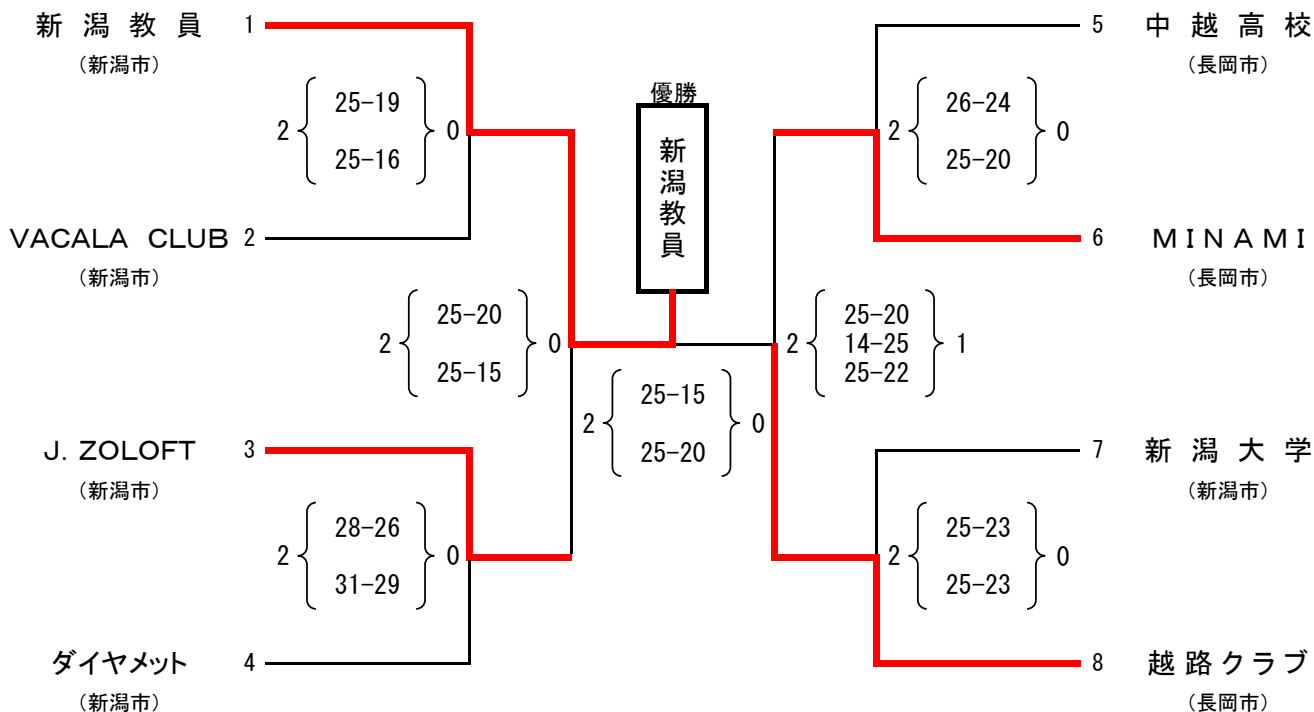 新潟教員 1
（新潟市）
2 25-19 0
25-16
VACALA CLUB 2
（新潟市）
2 25-20 0
25-15
J. ZOLOFT 3
（新潟市）
2 28-26 0
31-29
ダイヤメット 4
（新潟市）
優勝
新潟教員
2 25-15 0
25-20
5 中越高校
（長岡市）
2 26-24 0
25-20
6 MINAMI
（長岡市）
2 25-20 1
14-25
25-22
7 新潟大学
（新潟市）
2 25-23 0
25-23
8 越路クラブ
（長岡市）